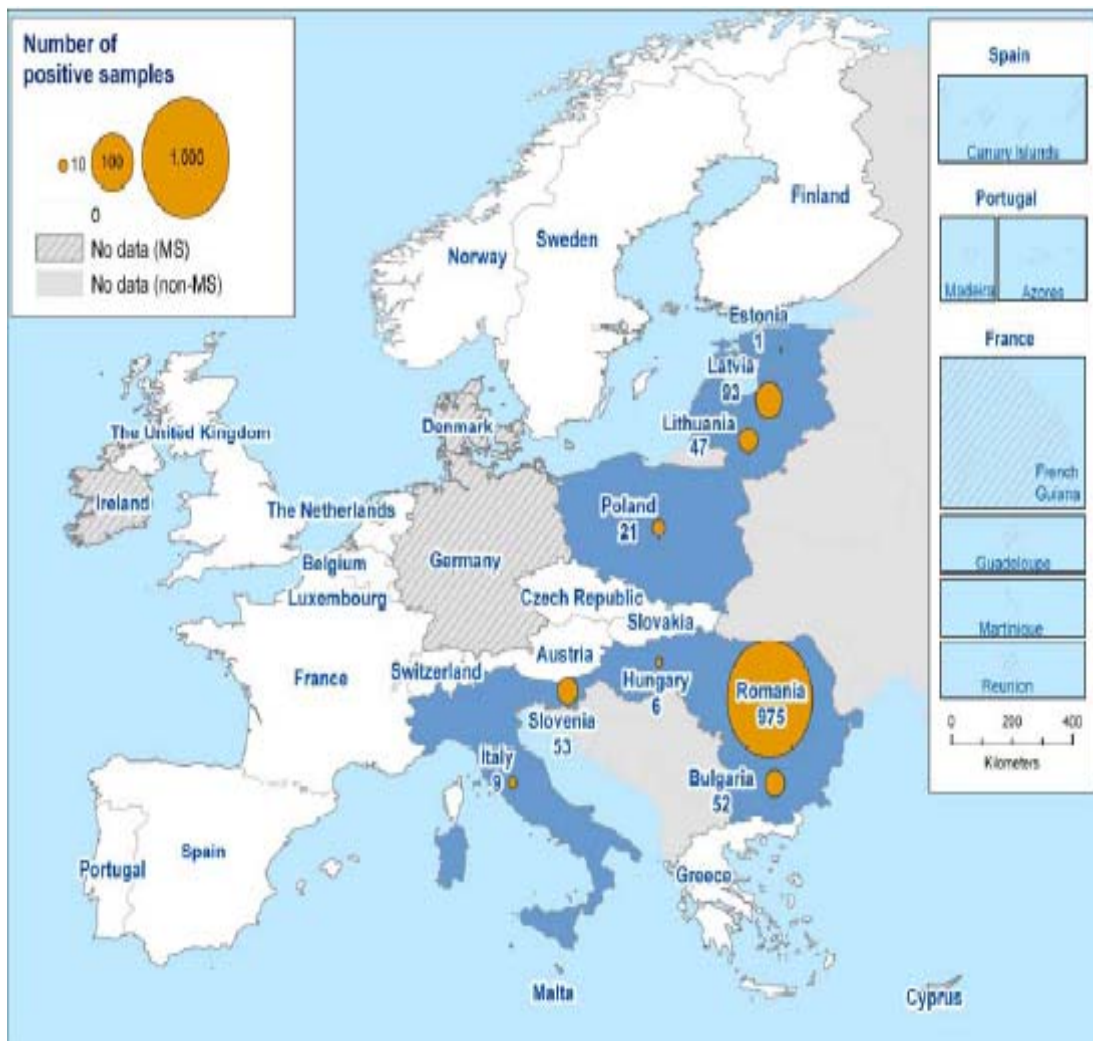 Number of
positive samples
10
100
1,000
0
No data (MS)
No data (non-MS)
Finland
Sweden
Norway
Estonia
1
Latvia
93
Lithuania
47
Denmark
The United Kingdom
Ireland
The Netherlands
Poland
21
Belgium
Germany
Luxembourg
Czech Republic
Slovakia
Austria
Switzerland
France
Hungary
6
Romania
975
Slovenia
53
Italy
9
Bulgaria
52
Portugal
Spain
Greece
Malta
Cyprus
Spain
Canary Islands
Portugal
Madeira
Azores
France
French
Guiana
Guadeloupe
Martinique
Reunion
0 200 400
Kilometers